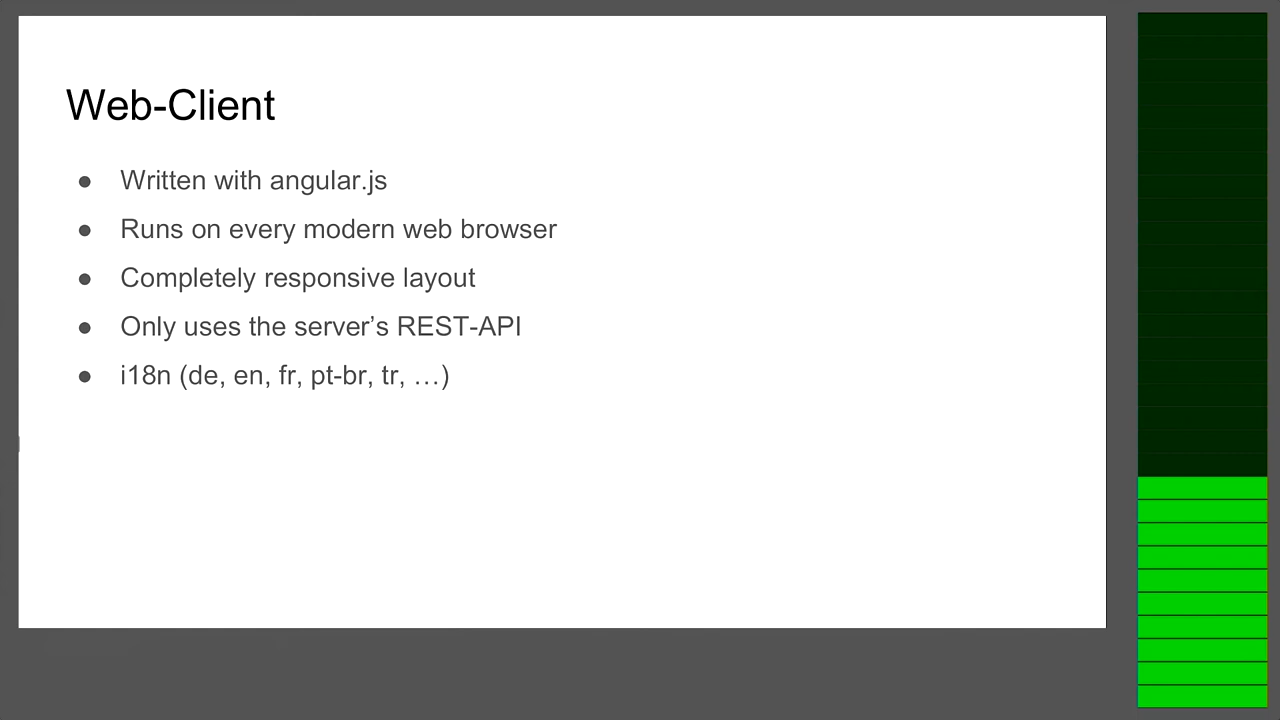 Web-Client
● Written with angular.js
● Runs on every modern web browser
● Completely responsive layout
● Only uses the server’s REST-API
● i18n (de, en, fr, pt-br, tr, …)